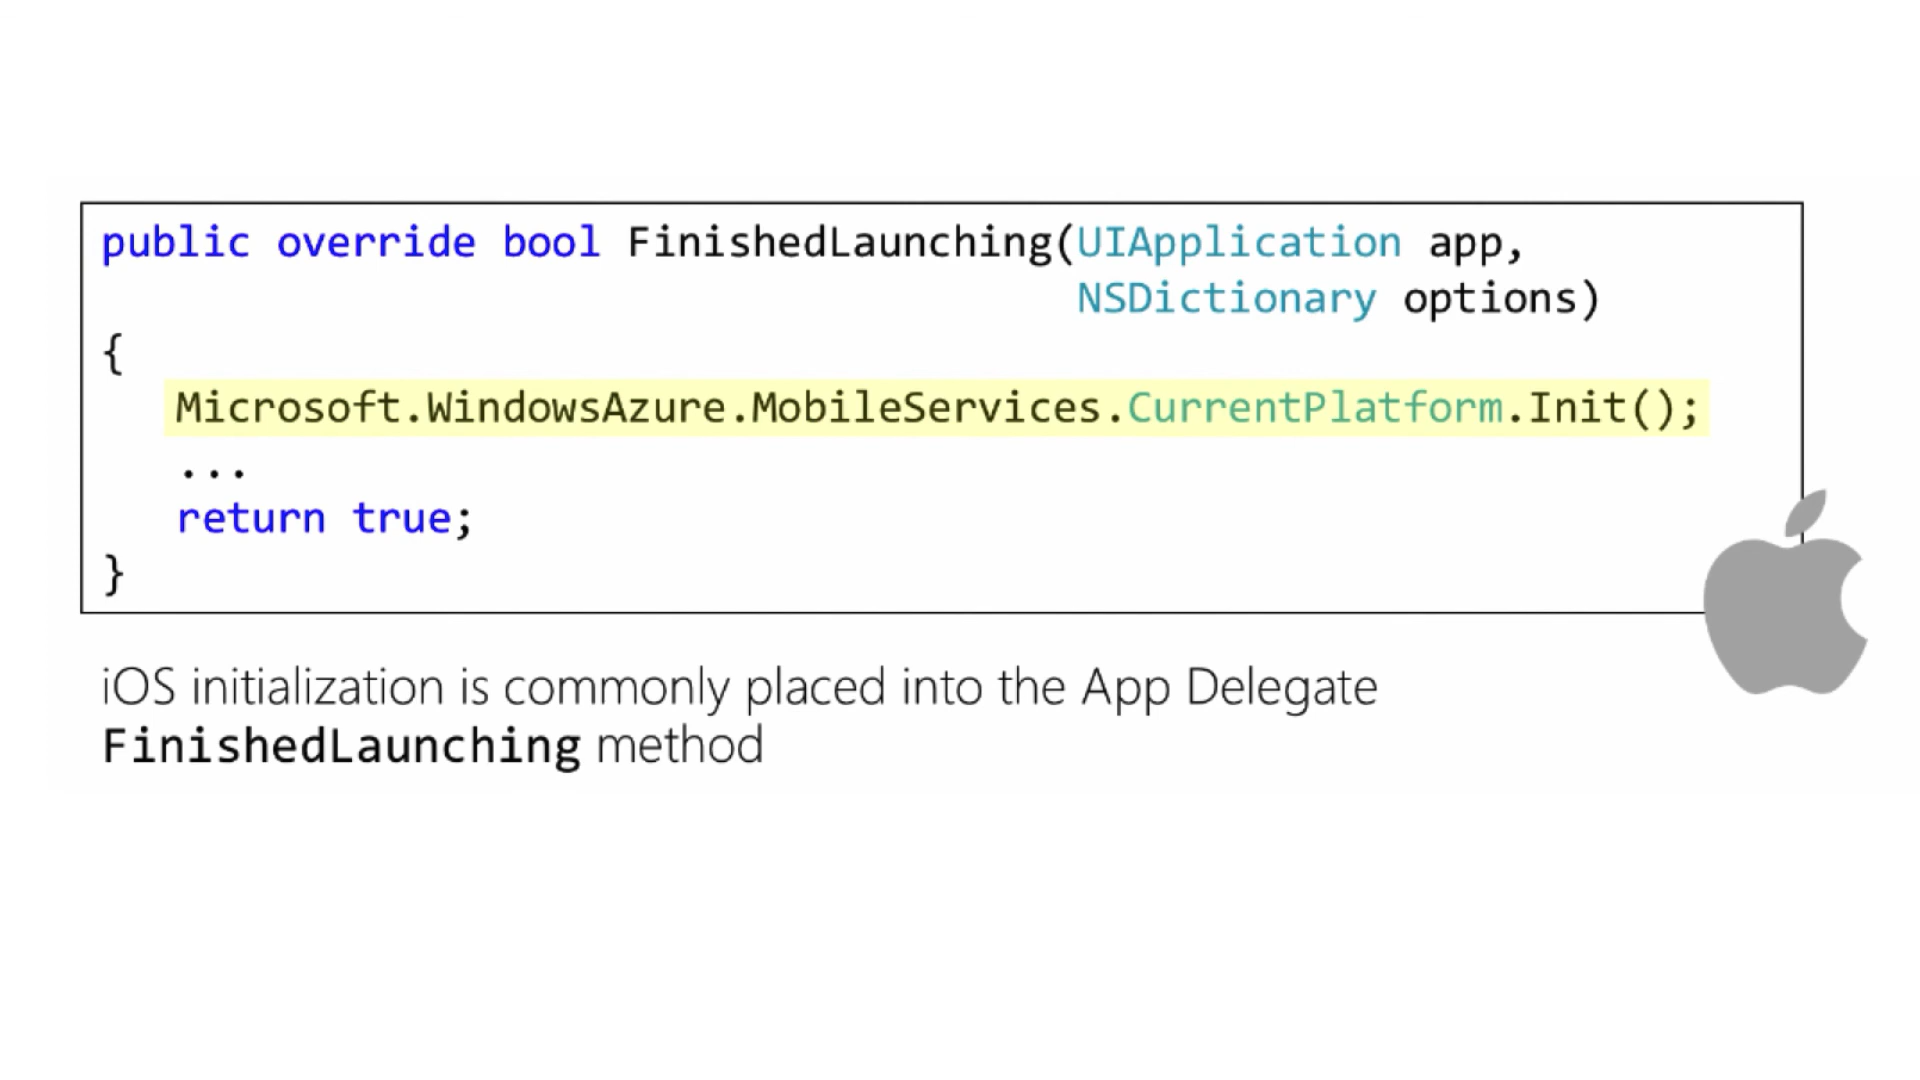 public override bool FinishedLaunching(UIApplication app,
NSDictionary options)
{
Microsoft.WindowsAzure.MobileServices.CurrentPlatform.Init();
...
return true;
}
iOS initialization is commonly placed into the App Delegate
FinishedLaunching method